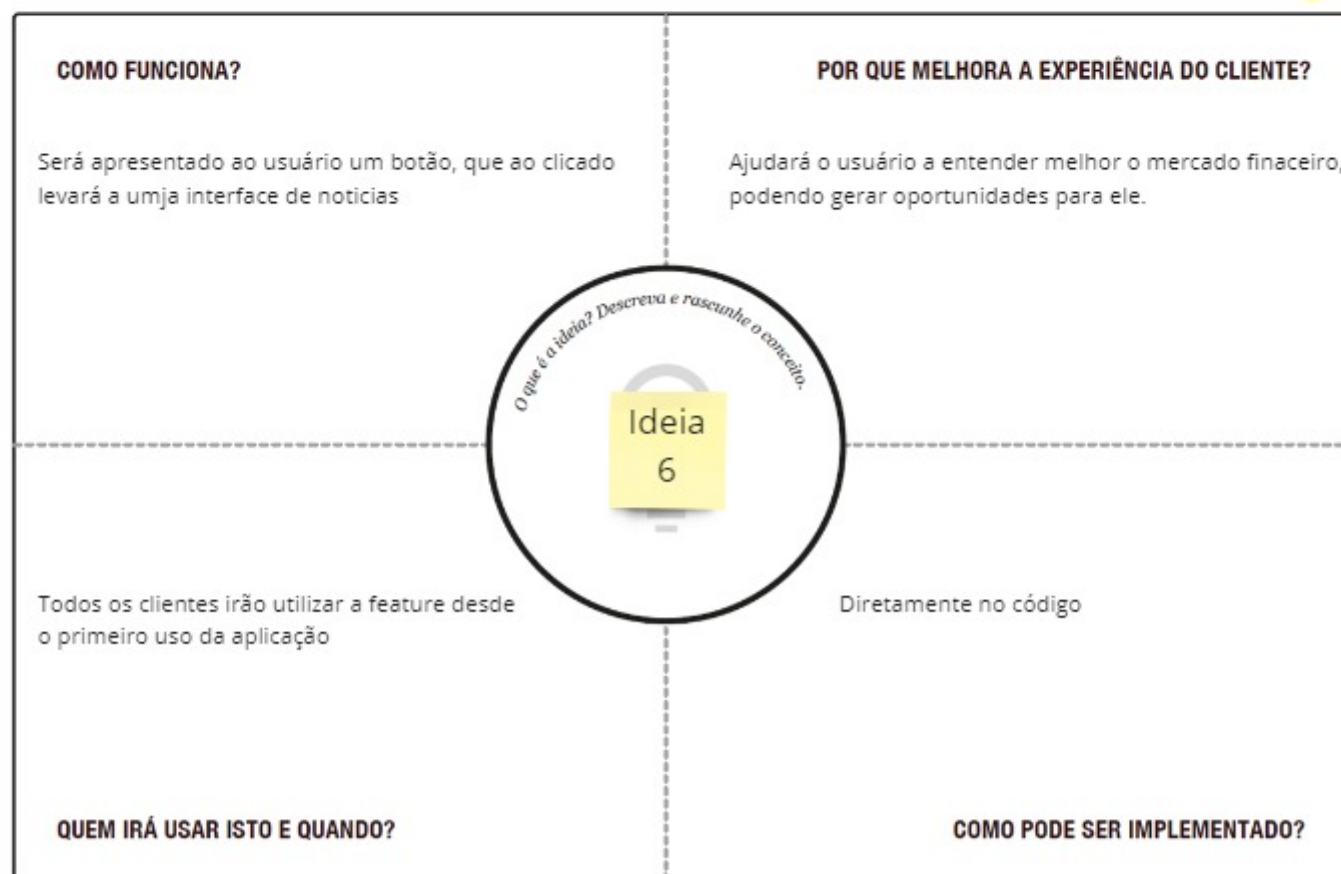 COMO FUNCIONA?
POR QUE MELHORA A EXPERIÊNCIA DO CLIENTE?
Será apresentado ao usuário um botão, que ao clicado
levará a umja interface de noticias
Ajudará o usuário a entender melhor o mercado finaceiro,
podendo gerar oportunidades para ele.
O que é a ideia? Descreva e rascunhe o conceito.
Ideia
6
Todos os clientes irão utilizar a feature desde
o primeiro uso da aplicação
Diretamente no código
QUEM IRÁ USAR ISTO E QUANDO?
COMO PODE SER IMPLEMENTADO?